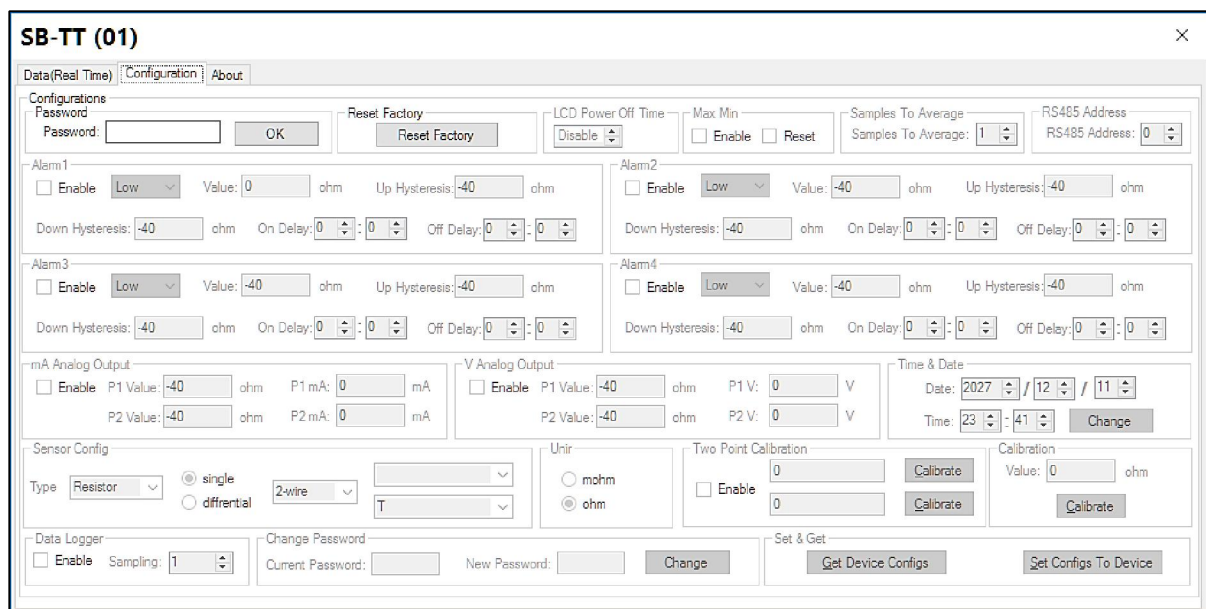 SB-TT (01)
Data(Real Time) Configuration About
Configurations
Password Reset Factory LCD Power Off Time Max Min Samples To Average RS485 Address
Password: OK Reset Factory Disable Enable Reset Samples To Average: 1 RS485 Address: 0
Alarm1 Alarm2
Enable Low Value: 0 ohm Up Hysteresis: -40 ohm Enable Low Value: -40 ohm Up Hysteresis: -40 ohm
Down Hysteresis: -40 ohm On Delay: 0 : 0 Off Delay: 0 : 0 Down Hysteresis: -40 ohm On Delay: 0 : 0 Off Delay: 0 : 0
Alarm3 Alarm4
Enable Low Value: -40 ohm Up Hysteresis: -40 ohm Enable Low Value: -40 ohm Up Hysteresis: -40 ohm
Down Hysteresis: -40 ohm On Delay: 0 : 0 Off Delay: 0 : 0 Down Hysteresis: -40 ohm On Delay: 0 : 0 Off Delay: 0 : 0
mA Analog Output V Analog Output Time & Date
Enable P1 Value: -40 ohm P1 mA: 0 mA Enable P1 Value: -40 ohm P1 V: 0 V Date: 2027 / 12 / 11
P2 Value: -40 ohm P2 mA: 0 mA P2 Value: -40 ohm P2 V: 0 V Time: 23 : 41 Change
Sensor Config Unir Two Point Calibration Calibration
Type Resistor single diffrential 2-wire T mohm ohm Enable 0 Calibrate 0 Calibrate Value: 0 ohm Calibrate
Data Logger Change Password Set & Get
Enable Sampling: 1 Current Password: New Password: Change Get Device Configs Set Configs To Device